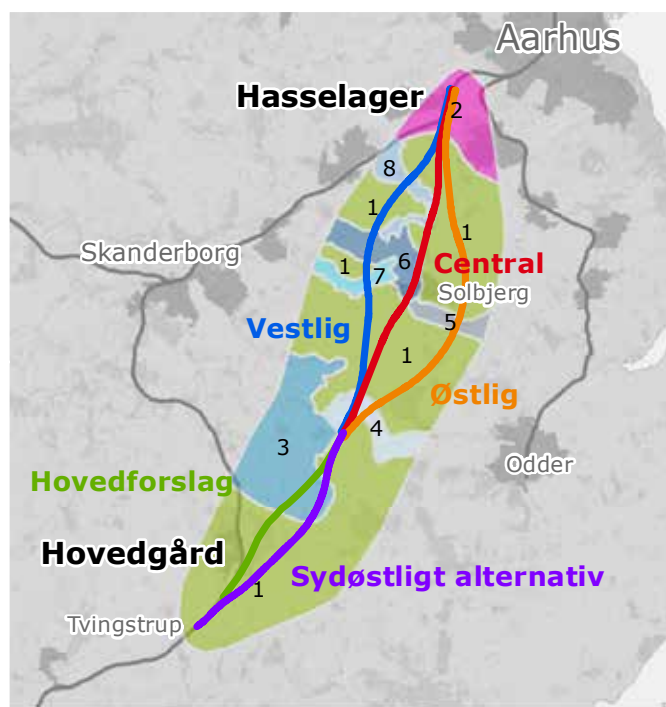 Aarhus
Hasselager
2
8
1
1
Skanderborg
1
7
6
Central
Solbjerg
Vestlig
5
1
Østlig
4
3
Odder
Hovedforslag
Hovedgård
Sydøstligt alternativ
1
Tvingstrup